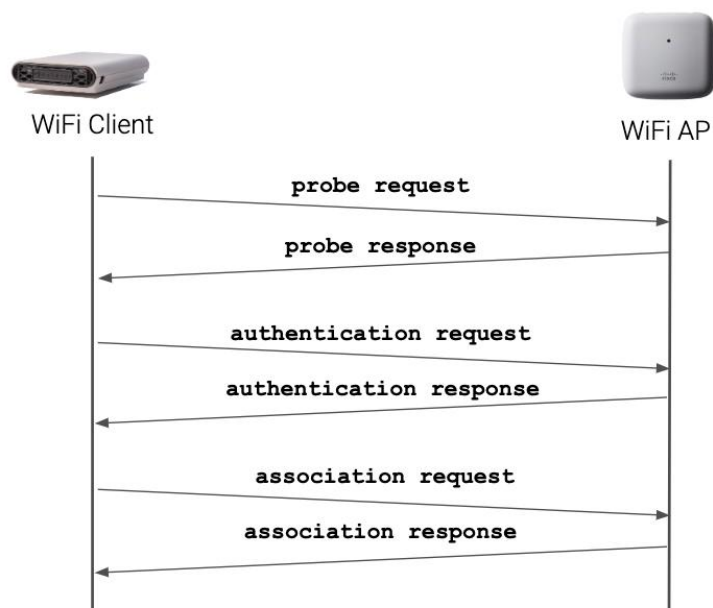 WiFi Client
WiFi AP
probe request
probe response
authentication request
authentication response
association request
association response